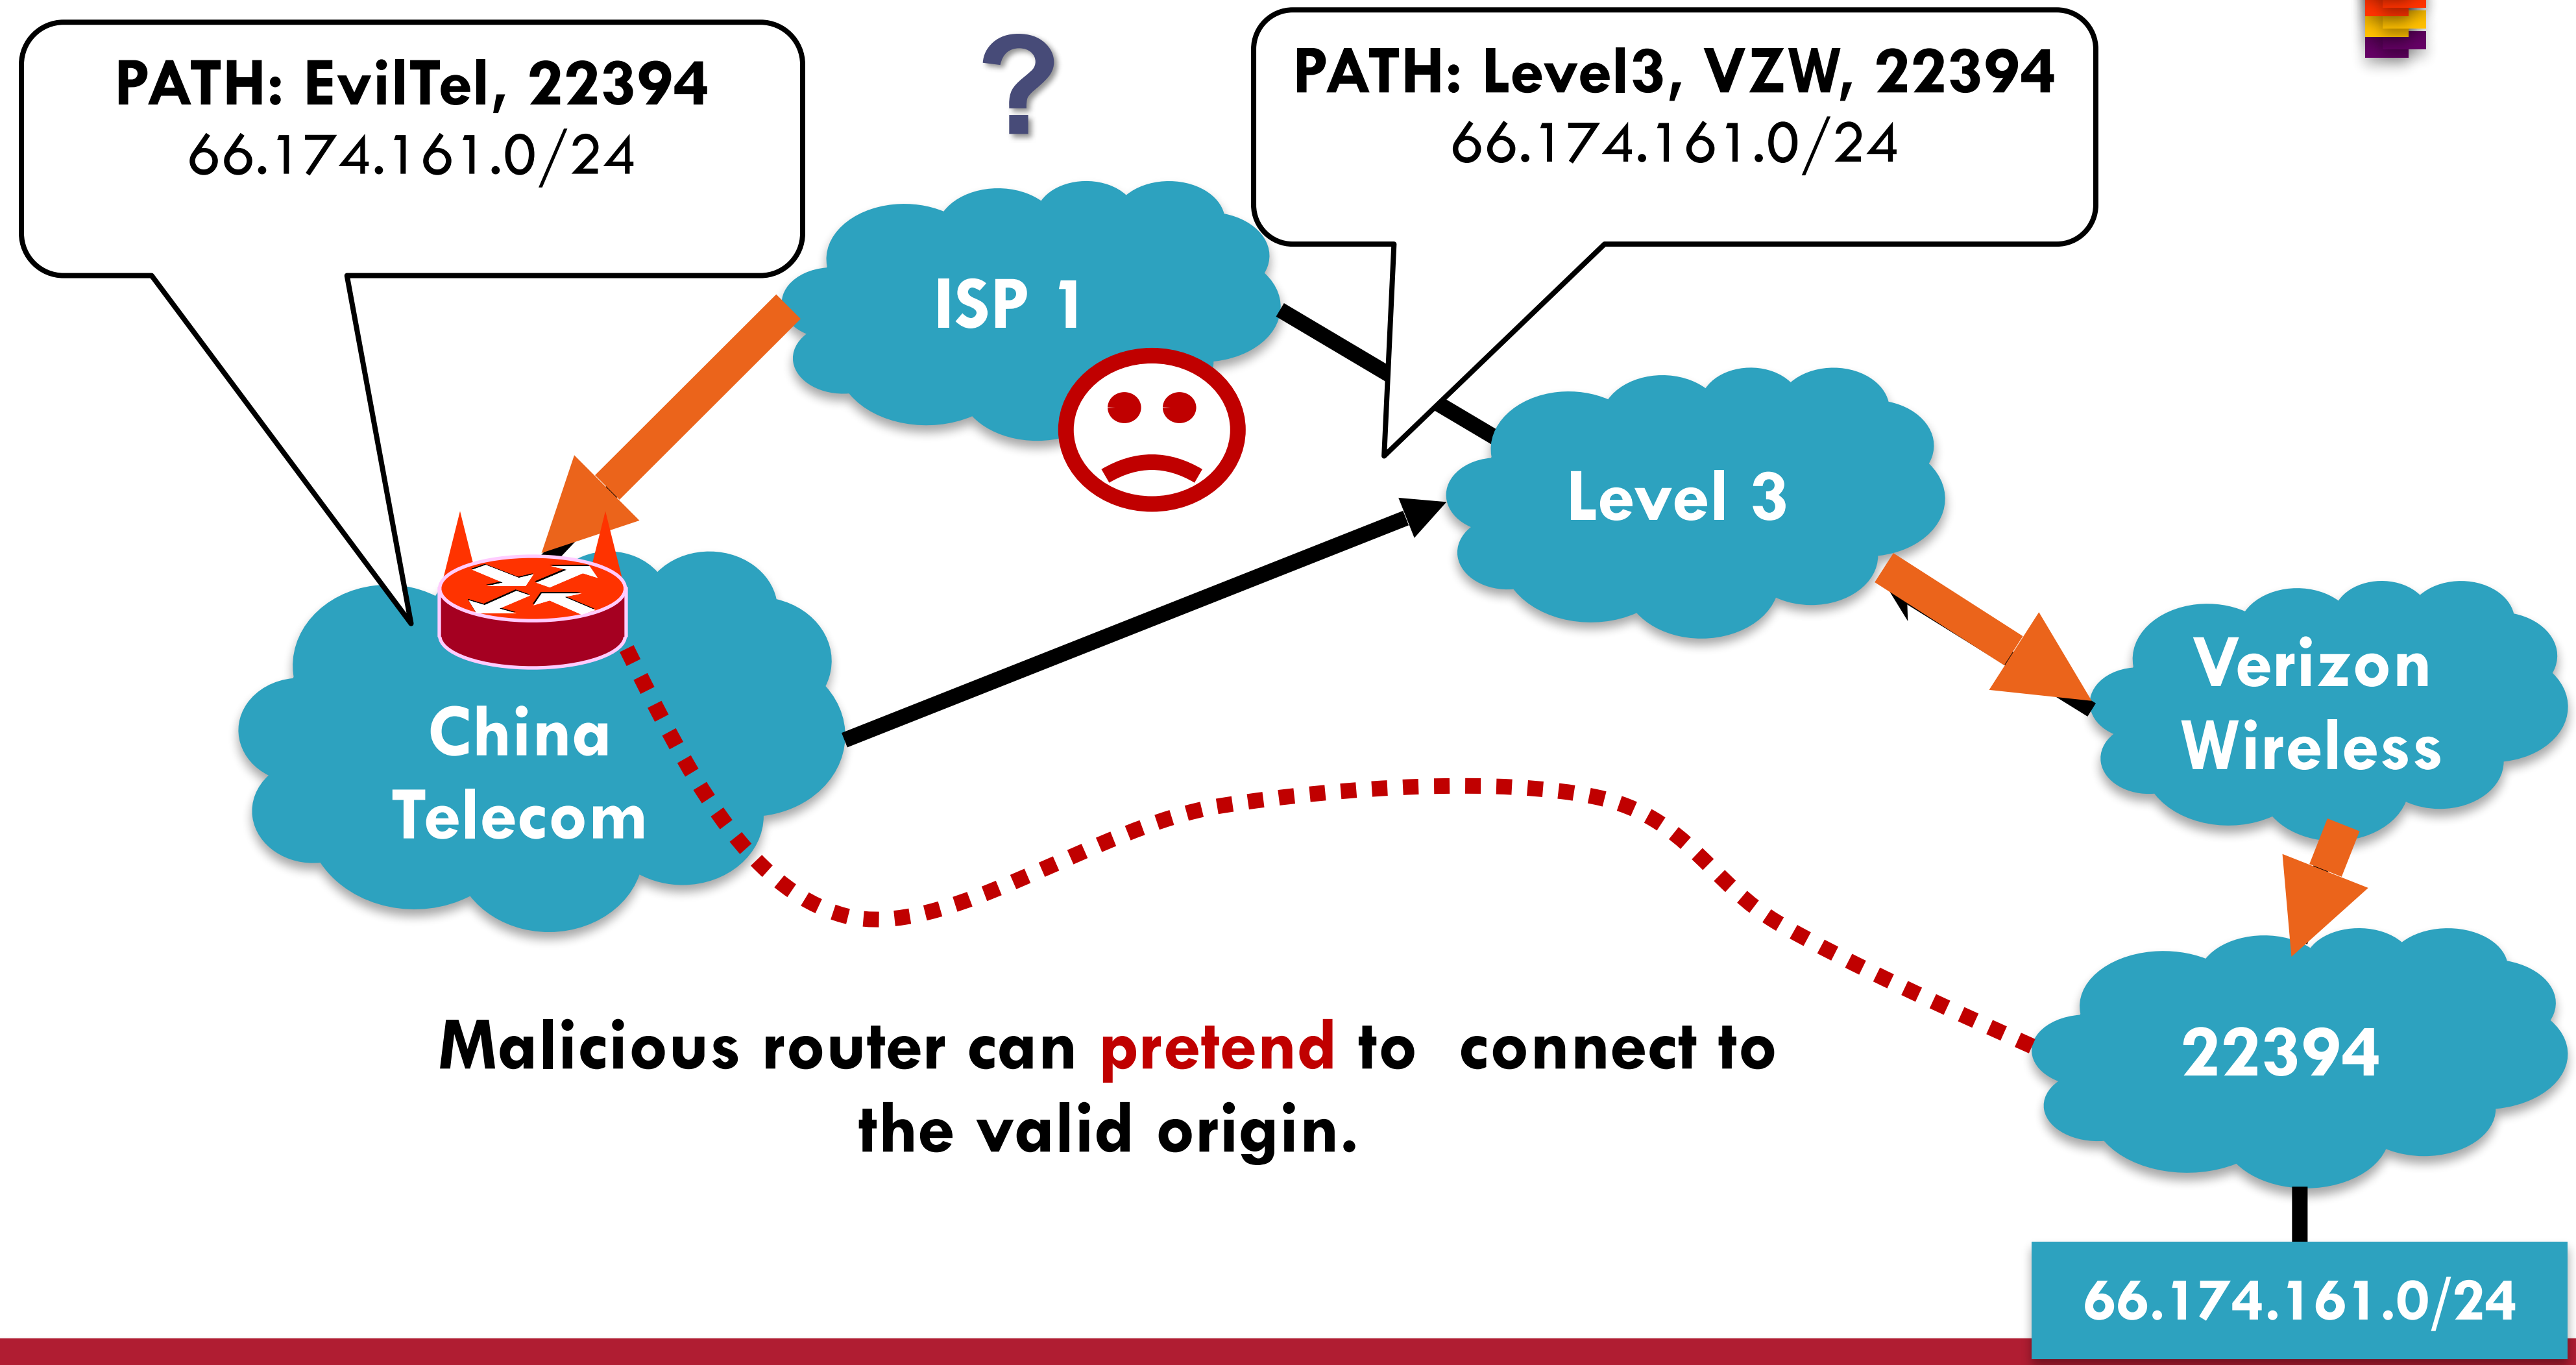 PATH: EvilTel, 22394
66.174.161.0/24
?
PATH: Level3, VZW, 22394
66.174.161.0/24
ISP 1
Level 3
Verizon
Wireless
China
Telecom
22394
Malicious router can pretend to connect to
the valid origin.
66.174.161.0/24